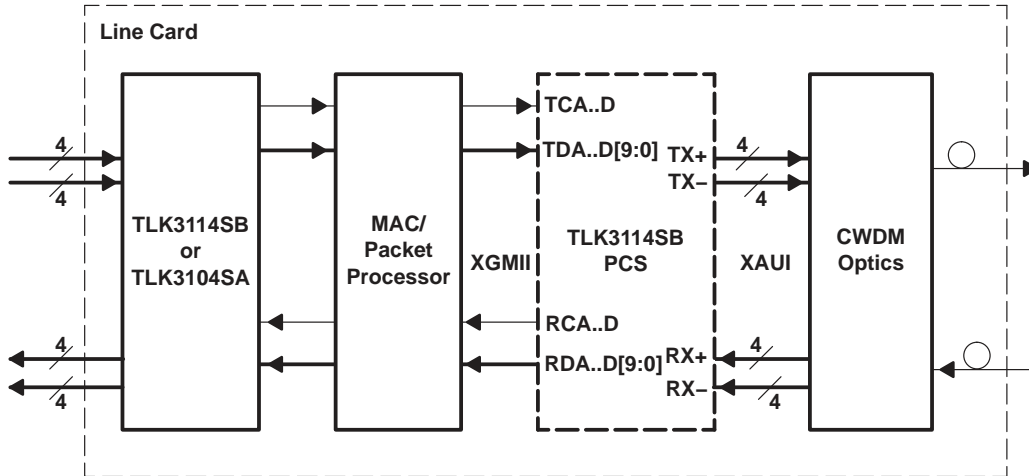 Line Card
4
4
TLK3114SB
or
TLK3104SA
4
4
MAC/
Packet
Processor
XGMII
TCA..D
TDA..D[9:0]
TX+
TX–
TLK3114SB
PCS
RCA..D
RDA..D[9:0]
RX+
RX–
4
4
XAUI
4
4
CWDM
Optics